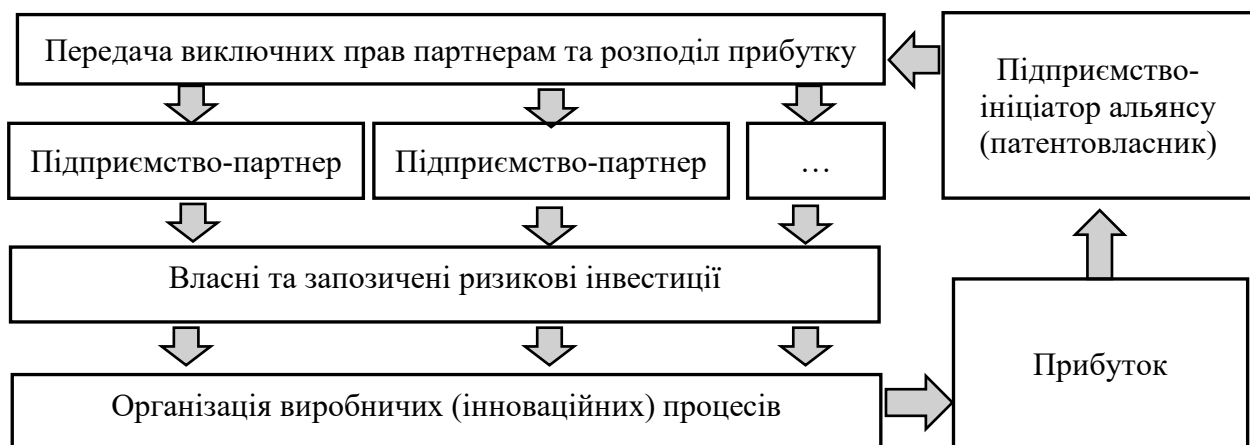 Передача виключних прав партнерам та розподіл прибутку
Підприємство-
ініціатор альянсу
(патентовласник)
Підприємство-партнер
Підприємство-партнер
…
Власні та запозичені ризикові інвестиції
Організація виробничих (інноваційних) процесів
Прибуток